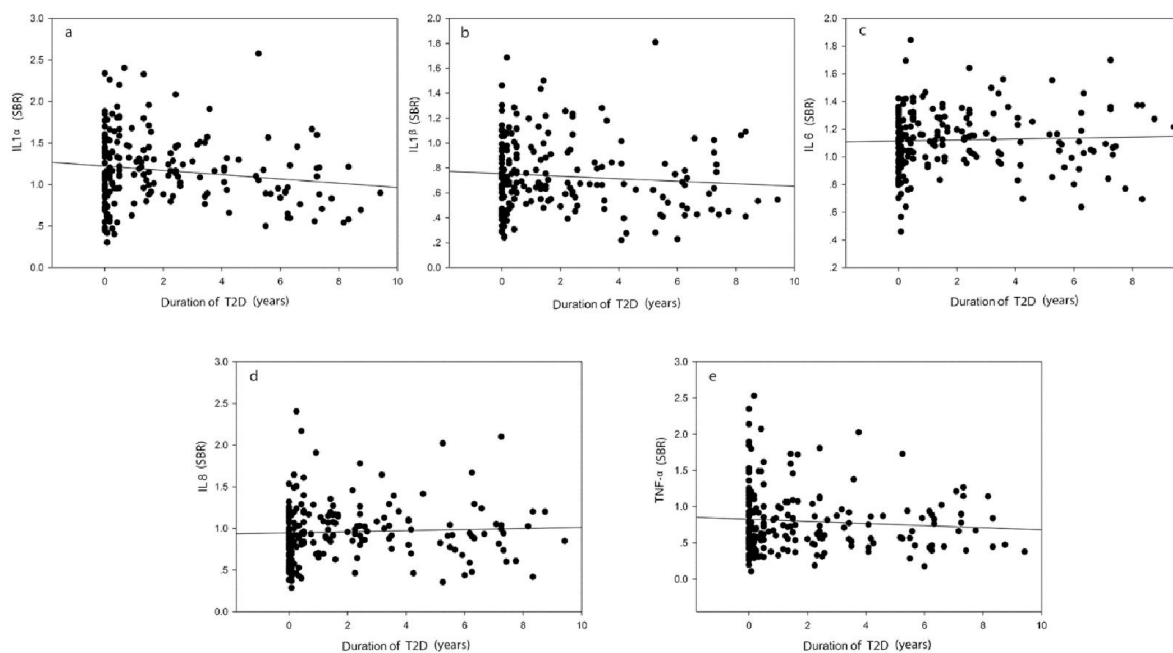 a
3.0
2.5
2.0
1.5
1.0
.5
0.0
IL1α (SBR)
0 2 4 6 8 10
Duration of T2D (years)
b
2.0
1.8
1.6
1.4
1.2
1.0
.8
.6
.4
.2
0.0
IL1β (SBR)
0 2 4 6 8 10
Duration of T2D (years)
c
2.0
1.8
1.6
1.4
1.2
1.0
.8
.6
.4
.2
IL 6 (SBR)
0 2 4 6 8
Duration of T2D (years)
d
3.0
2.5
2.0
1.5
1.0
.5
0.0
IL 8 (SBR)
0 2 4 6 8 10
Duration of T2D (years)
e
3.0
2.5
2.0
1.5
1.0
.5
0.0
TNF-α (SBR)
0 2 4 6 8 10
Duration of T2D (years)